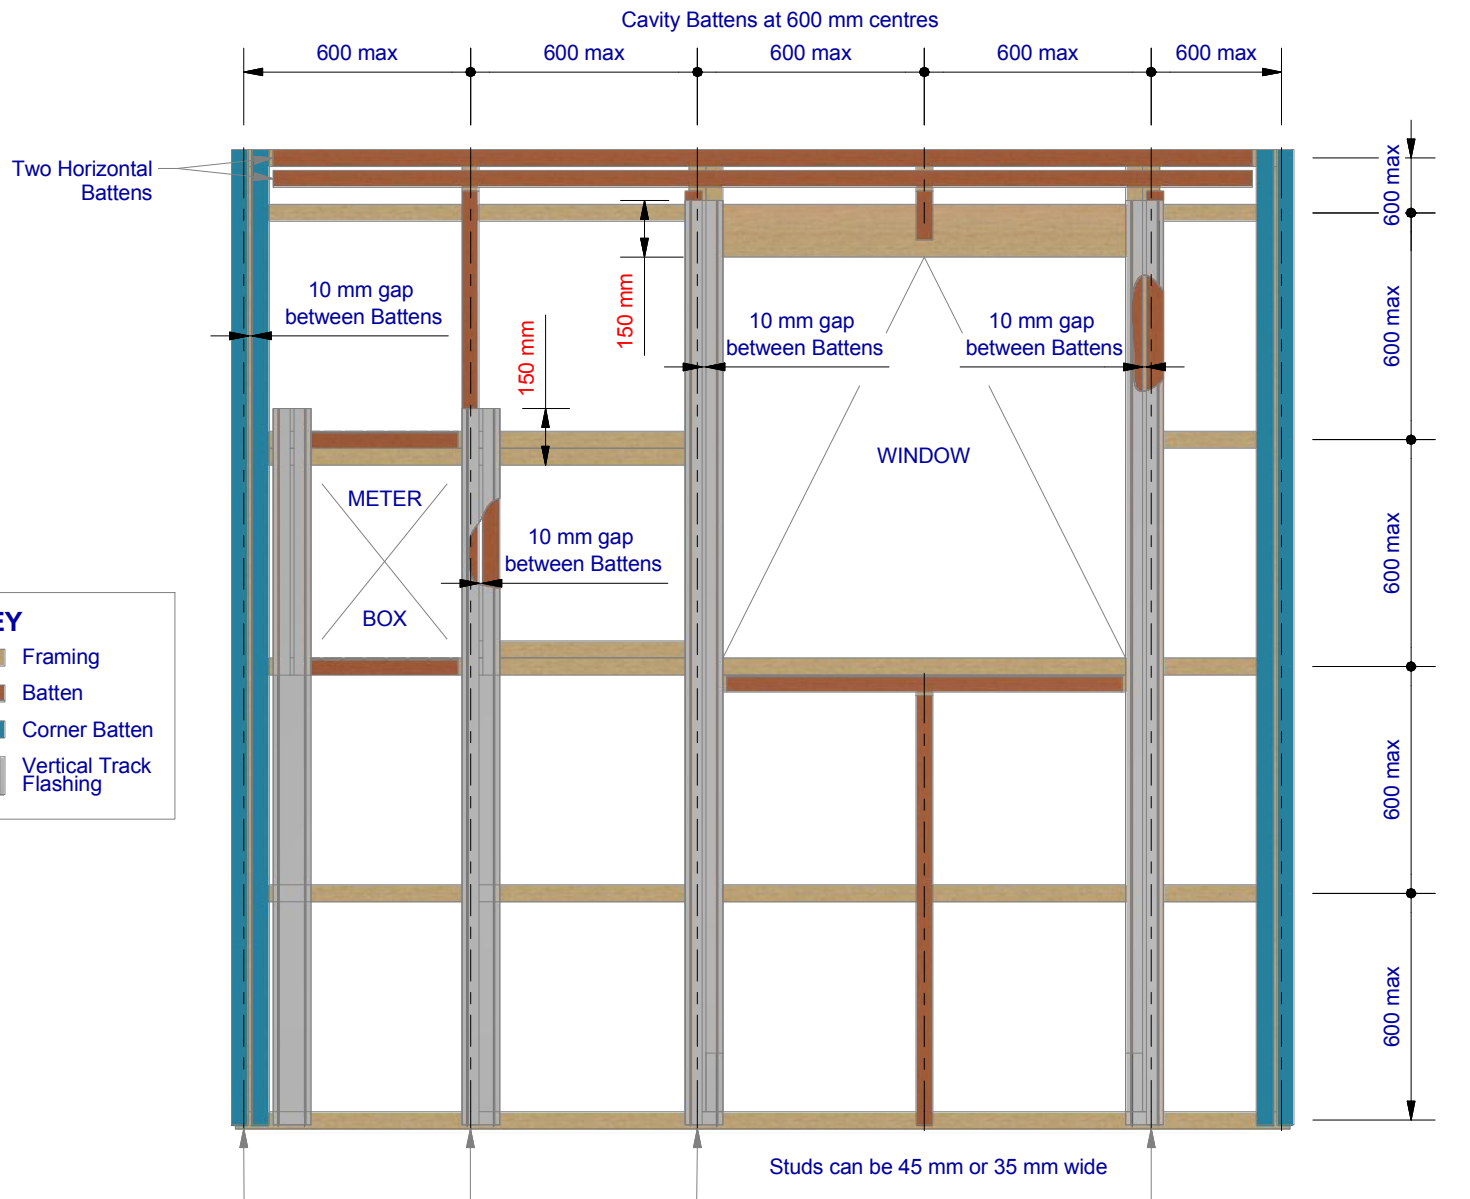 Cavity Battens at 600 mm centres
600 max
600 max
600 max
600 max
600 max
Two Horizontal
Battens
600 max
150 mm
10 mm gap
between Battens
10 mm gap
between Battens
10 mm gap
between Battens
600 max
150 mm
WINDOW
METER
BOX
10 mm gap
between Battens
600 max
EY
Framing
Batten
Corner Batten
Vertical Track
Flashing
600 max
600 max
Studs can be 45 mm or 35 mm wide